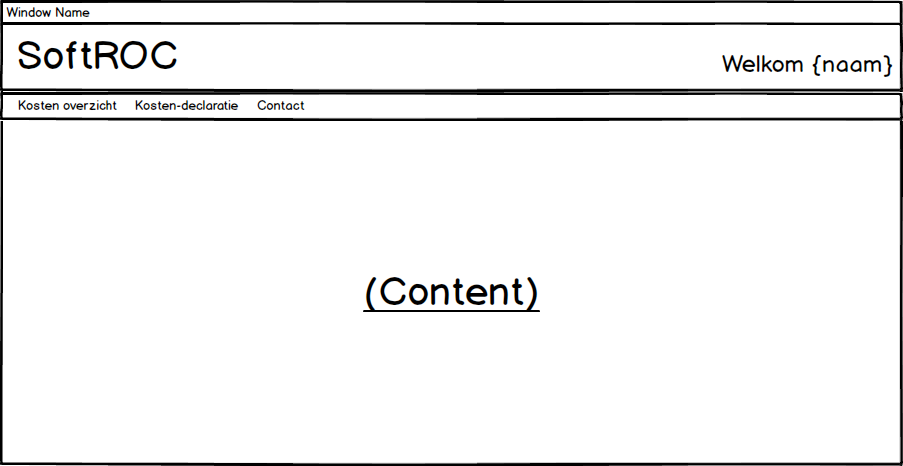 Window Name
SoftROC
Welkom {naam}
Kosten overzicht Kosten-declaratie Contact
(Content)